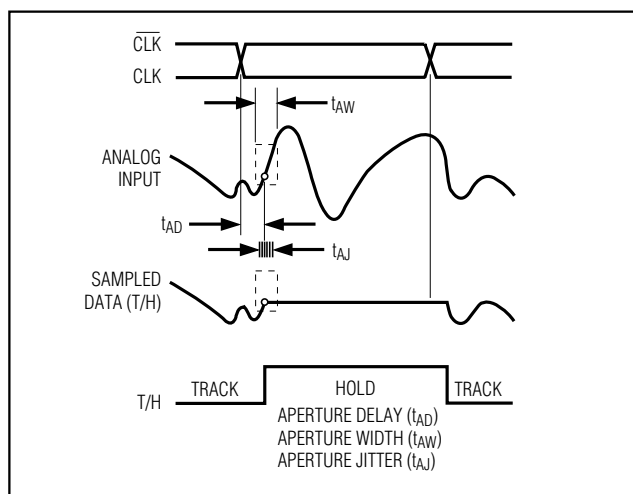 C̅L̅K̅
CLK
tAW
ANALOG
INPUT
tAD
tAJ
SAMPLED
DATA (T/H)
TRACK
HOLD
TRACK
T/H
APERTURE DELAY (tAD)
APERTURE WIDTH (tAW)
APERTURE JITTER (tAJ)